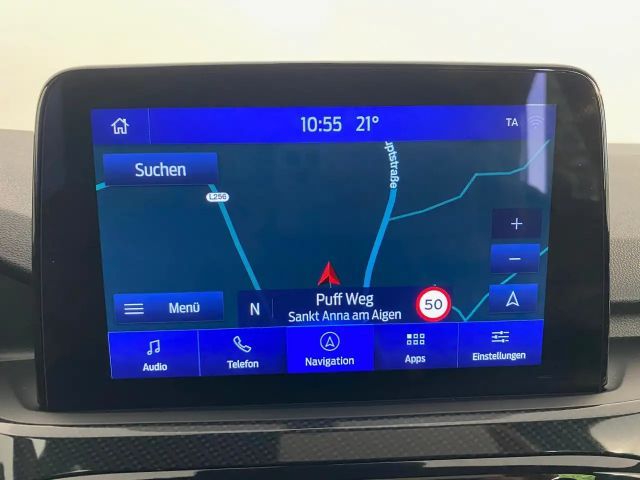 10:55 21°
TA
Suchen
ptstraße
L256
+
−
Menü
N
Puff Weg
Sankt Anna am Aigen
50
Audio
Telefon
Navigation
Apps
Einstellungen